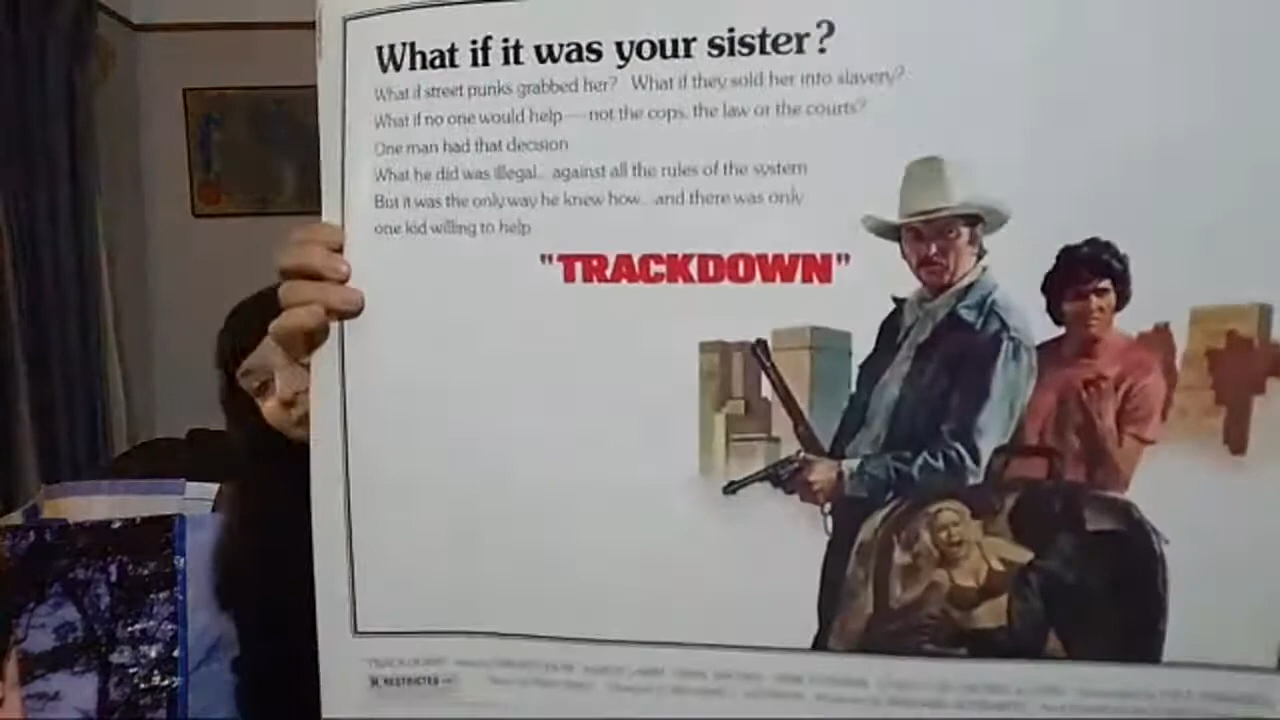 What if it was your sister?
What if street punks grabbed her? What if they sold her into slavery?
What if no one would help — not the cops, the law or the courts?
One man had that decision
What he did was illegal... against all the rules of the system
But it was the only way he knew how... and there was only
one kid willing to help
"TRACKDOWN"
"TRACKDOWN"
R RESTRICTED